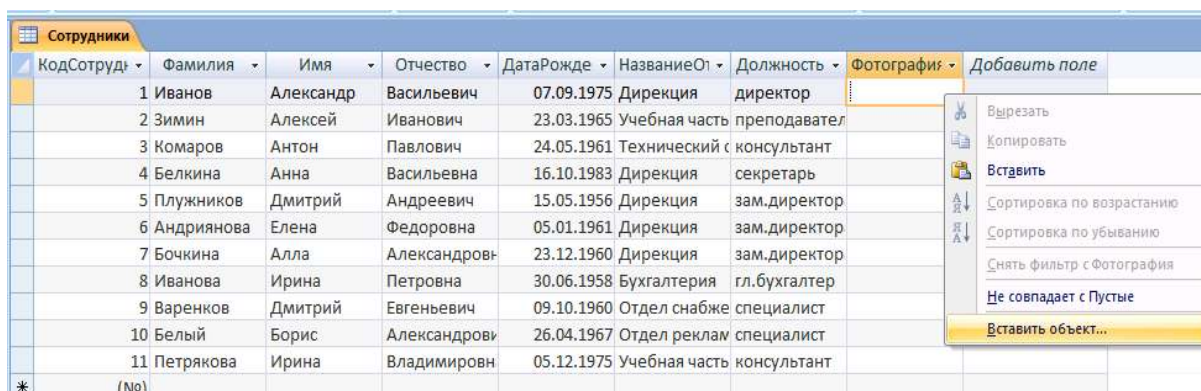 Сотрудники
КодСотрудн Фамилия Имя Отчество ДатаРожде НазваниеОт Должность Фотография Добавить поле
1 Иванов Александр Васильевич 07.09.1975 Дирекция директор
2 Зимин Алексей Иванович 23.03.1965 Учебная часть преподавател
3 Комаров Антон Павлович 24.05.1961 Технический о консультант
4 Белкина Анна Васильевна 16.10.1983 Дирекция секретарь
5 Плужников Дмитрий Андреевич 15.05.1956 Дирекция зам.директор
6 Андриянова Елена Федоровна 05.01.1961 Дирекция зам.директор
7 Бочкина Алла Александровн 23.12.1960 Дирекция зам.директор
8 Иванова Ирина Петровна 30.06.1958 Бухгалтерия гл.бухгалтер
9 Варенков Дмитрий Евгеньевич 09.10.1960 Отдел снабже специалист
10 Белый Борис Александрови 26.04.1967 Отдел реклам специалист
11 Петрякова Ирина Владимировн 05.12.1975 Учебная часть консультант
(№)
Вырезать
Копировать
Вставить
Сортировка по возрастанию
Сортировка по убыванию
Снять фильтр с Фотография
Не совпадает с Пустые
Вставить объект...